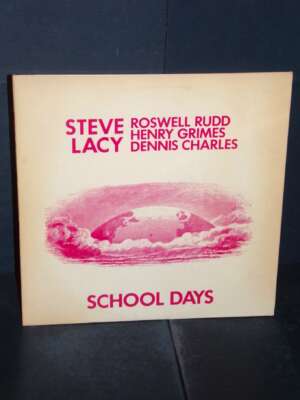 STEVE LACY
ROSWELL RUDD
HENRY GRIMES
DENNIS CHARLES
SCHOOL DAYS